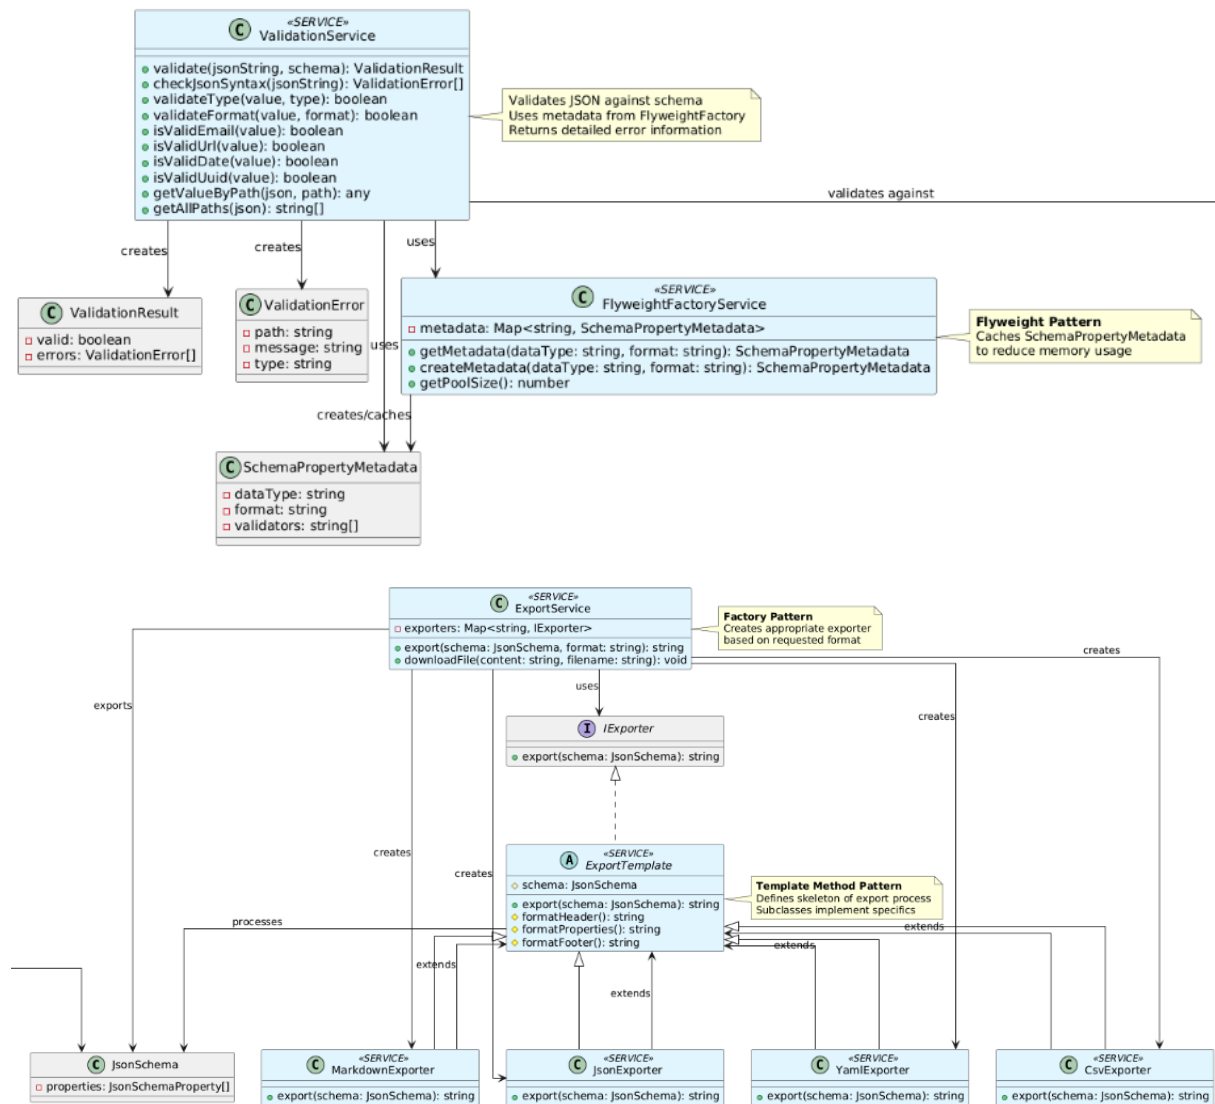 «SERVICE»
C ValidationService
validate(jsonString, schema): ValidationResult
checkJsonSyntax(jsonString): ValidationError[]
validateType(value, type): boolean
validateFormat(value, format): boolean
isValidEmail(value): boolean
isValidUrl(value): boolean
isValidDate(value): boolean
isValidUuid(value): boolean
getValueByPath(json, path): any
getAllPaths(json): string[]
Validates JSON against schema
Uses metadata from FlyweightFactory
Returns detailed error information
validates against
creates
creates
uses
uses
C ValidationResult
valid: boolean
errors: ValidationError[]
C ValidationError
path: string
message: string
type: string
«SERVICE»
C FlyweightFactoryService
metadata: Map<string, SchemaPropertyMetadata>
getMetadata(dataType: string, format: string): SchemaPropertyMetadata
createMetadata(dataType: string, format: string): SchemaPropertyMetadata
getPoolSize(): number
Flyweight Pattern
Caches SchemaPropertyMetadata
to reduce memory usage
creates/caches
C SchemaPropertyMetadata
dataType: string
format: string
validators: string[]
«SERVICE»
C ExportService
exporters: Map<string, IExporter>
export(schema: JsonSchema, format: string): string
downloadFile(content: string, filename: string): void
Factory Pattern
Creates appropriate exporter
based on requested format
exports
uses
creates
creates
creates
creates
I IExporter
export(schema: JsonSchema): string
«SERVICE»
A ExportTemplate
schema: JsonSchema
export(schema: JsonSchema): string
formatHeader(): string
formatProperties(): string
formatFooter(): string
Template Method Pattern
Defines skeleton of export process
Subclasses implement specifics
processes
extends
extends
extends
extends
C JsonSchema
properties: JsonSchemaProperty[]
«SERVICE»
C MarkdownExporter
export(schema: JsonSchema): string
«SERVICE»
C JsonExporter
export(schema: JsonSchema): string
«SERVICE»
C YamlExporter
export(schema: JsonSchema): string
«SERVICE»
C CsvExporter
export(schema: JsonSchema): string